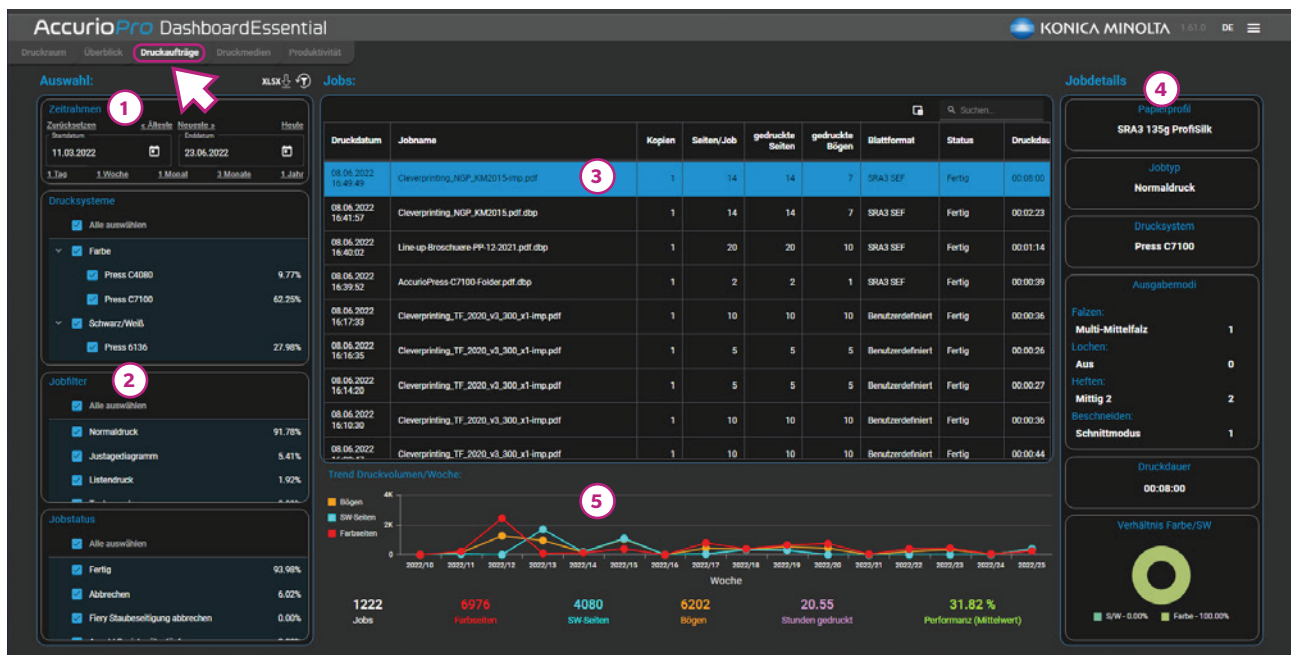 AccurioPro DashboardEssential
KONICA MINOLTA 1.61.0 DE
Druckraum Überblick Druckaufträge Druckmedien Produktivität
Auswahl: XLSX
1
Zeitrahmen
Zurücksetzen < Älteste Neueste > Heute
Startdatum Enddatum
11.03.2022 23.06.2022
1.Tag 1.Woche 1.Monat 3.Monate 1.Jahr
Drucksysteme
Alle auswählen
Farbe
Press C4080 9.77%
Press C7100 62.25%
Schwarz/Weiß
Press 6136 27.98%
Jobfilter
2
Alle auswählen
Normaldruck 91.78%
Justagediagramm 5.41%
Listendruck 1.92%
Jobstatus
Alle auswählen
Fertig 93.98%
Abbrechen 6.02%
Fiery Staubeseitigung abbrechen 0.00%
Jobs:
Suchen...
Druckdatum Jobname Kopien Seiten/Job gedruckte Seiten gedruckte Bögen Blattformat Status Druckdau
3
08.06.2022 16:49:49 Cleverprinting_NGP_KM2015-imp.pdf 1 14 14 7 SRA3 SEF Fertig 00:08:00
08.06.2022 16:41:57 Cleverprinting_NGP_KM2015.pdf.dbp 1 14 14 7 SRA3 SEF Fertig 00:02:23
08.06.2022 16:40:02 Line-up-Broschuere-PP-12-2021.pdf.dbp 1 20 20 10 SRA3 SEF Fertig 00:01:14
08.06.2022 16:39:52 AccurioPress-C7100-Folder.pdf.dbp 1 2 2 1 SRA3 SEF Fertig 00:00:39
08.06.2022 16:17:33 Cleverprinting_TF_2020_v3_300_x1-imp.pdf 1 10 10 10 Benutzerdefiniert Fertig 00:00:36
08.06.2022 16:16:35 Cleverprinting_TF_2020_v3_300_x1-imp.pdf 1 5 5 5 Benutzerdefiniert Fertig 00:00:26
08.06.2022 16:14:20 Cleverprinting_TF_2020_v3_300_x1-imp.pdf 1 5 5 5 Benutzerdefiniert Fertig 00:00:27
08.06.2022 16:10:30 Cleverprinting_TF_2020_v3_300_x1-imp.pdf 1 10 10 10 Benutzerdefiniert Fertig 00:00:36
08.06.2022 Cleverprinting_TF_2020_v3_300_x1-imp.pdf 1 10 10 10 Benutzerdefiniert Fertig 00:00:44
Trend Druckvolumen/Woche:
5
Bögen
SW-Seiten
Farbseiten
4K
2K
0
2022/10 2022/11 2022/12 2022/13 2022/14 2022/15 2022/16 2022/17 2022/18 2022/19 2022/20 2022/21 2022/22 2022/23 2022/24 2022/25
Woche
1222 6976 4080 6202 20.55 31.82 %
Jobs Farbseiten SW-Seiten Bögen Stunden gedruckt Performanz (Mittelwert)
Jobdetails
4
Papierprofil
SRA3 135g ProfiSilk
Jobtyp
Normaldruck
Drucksystem
Press C7100
Ausgabemodi
Falzen:
Multi-Mittelfalz 1
Lochen:
Aus 0
Heften:
Mittig 2 2
Beschneiden:
Schnittmodus 1
Druckdauer
00:08:00
Verhältnis Farbe/SW
S/W - 0.00% Farbe - 100.00%